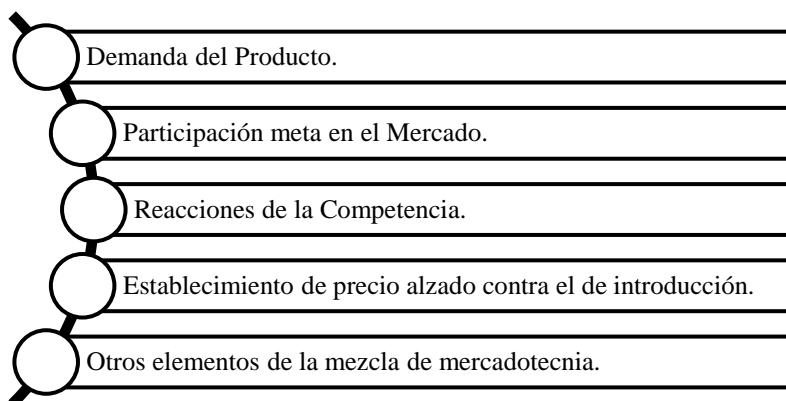 Demanda del Producto.
Participación meta en el Mercado.
Reacciones de la Competencia.
Establecimiento de precio alzado contra el de introducción.
Otros elementos de la mezcla de mercadotecnia.